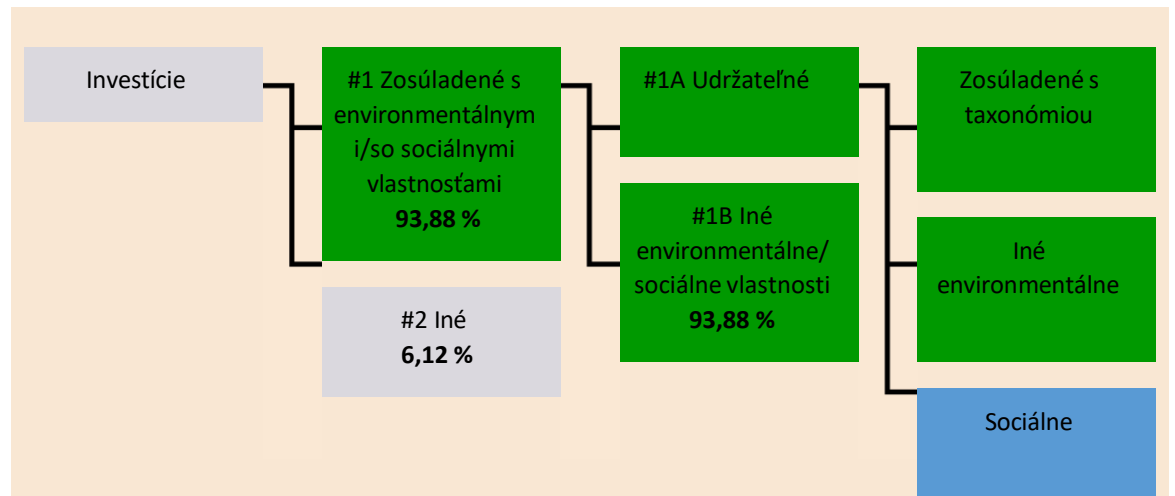 Investície
#1 Zosúladené s
environmentálnym
i/so sociálnymi
vlastnosťami
93,88 %
#2 Iné
6,12 %
#1A Udržateľné
#1B Iné
environmentálne/
sociálne vlastnosti
93,88 %
Zosúladené s
taxonómiou
Iné
environmentálne
Sociálne